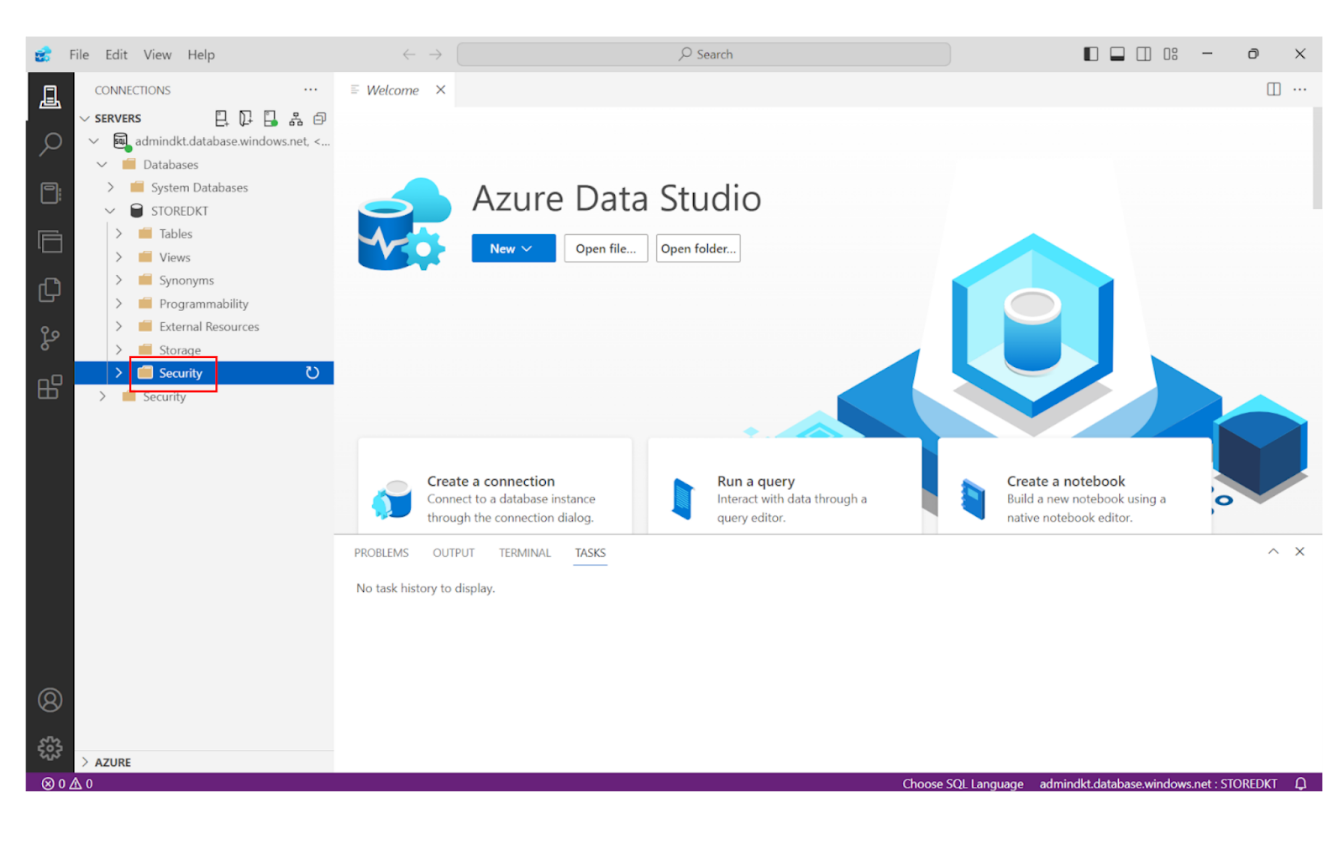 File Edit View Help
Search
CONNECTIONS
Welcome
SERVERS
admindkt.database.windows.net, <...
Databases
System Databases
STOREDKT
Tables
Views
Synonyms
Programmability
External Resources
Storage
Security
Security
Azure Data Studio
New
Open file...
Open folder...
Create a connection
Connect to a database instance
through the connection dialog.
Run a query
Interact with data through a
query editor.
Create a notebook
Build a new notebook using a
native notebook editor.
PROBLEMS OUTPUT TERMINAL TASKS
No task history to display.
AZURE
0 0
Choose SQL Language admindkt.database.windows.net : STOREDKT